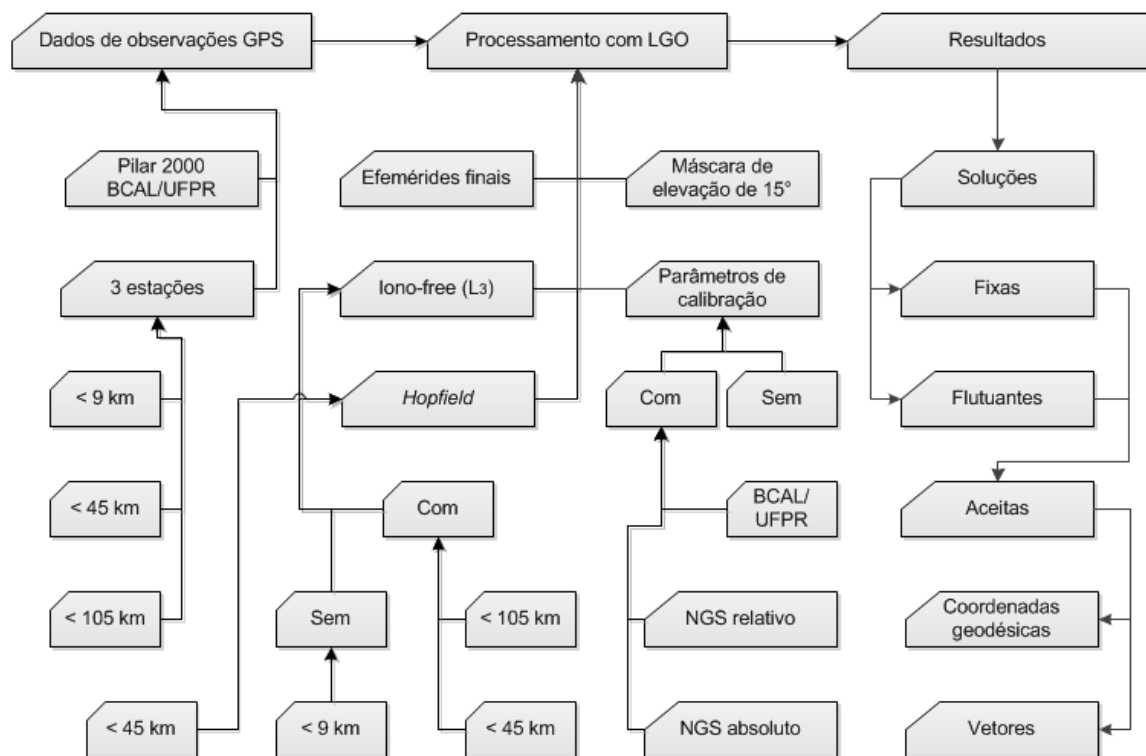 Dados de observações GPS
Processamento com LGO
Resultados
Pilar 2000
BCAL/UFPR
Efemérides finais
Máscara de
elevação de 15°
Soluções
3 estações
Iono-free (L3)
Parâmetros de
calibração
Fixas
< 9 km
Hopfield
Com
Sem
Flutuantes
< 45 km
Com
BCAL/
UFPR
Aceitas
< 105 km
Sem
< 105 km
NGS relativo
Coordenadas
geodésicas
< 45 km
< 9 km
< 45 km
NGS absoluto
Vetores